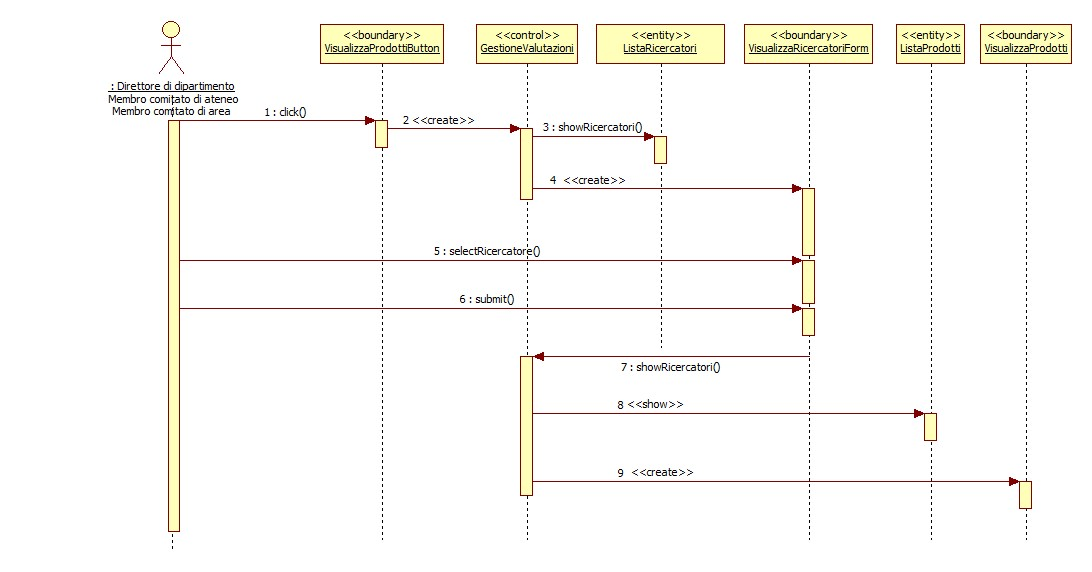 <<boundary>>
VisualizzaProdottiButton
<<control>>
GestioneValutazioni
<<entity>>
ListaRicercatori
<<boundary>>
VisualizzaRicercatoriForm
<<entity>>
ListaProdotti
<<boundary>>
VisualizzaProdotti
: Direttore di dipartimento
Membro comitato di ateneo
Membro comitato di area
1 : click()
2 <<create>>
3 : showRicercatori()
4 <<create>>
5 : selectRicercatore()
6 : submit()
7 : showRicercatori()
8 <<show>>
9 <<create>>